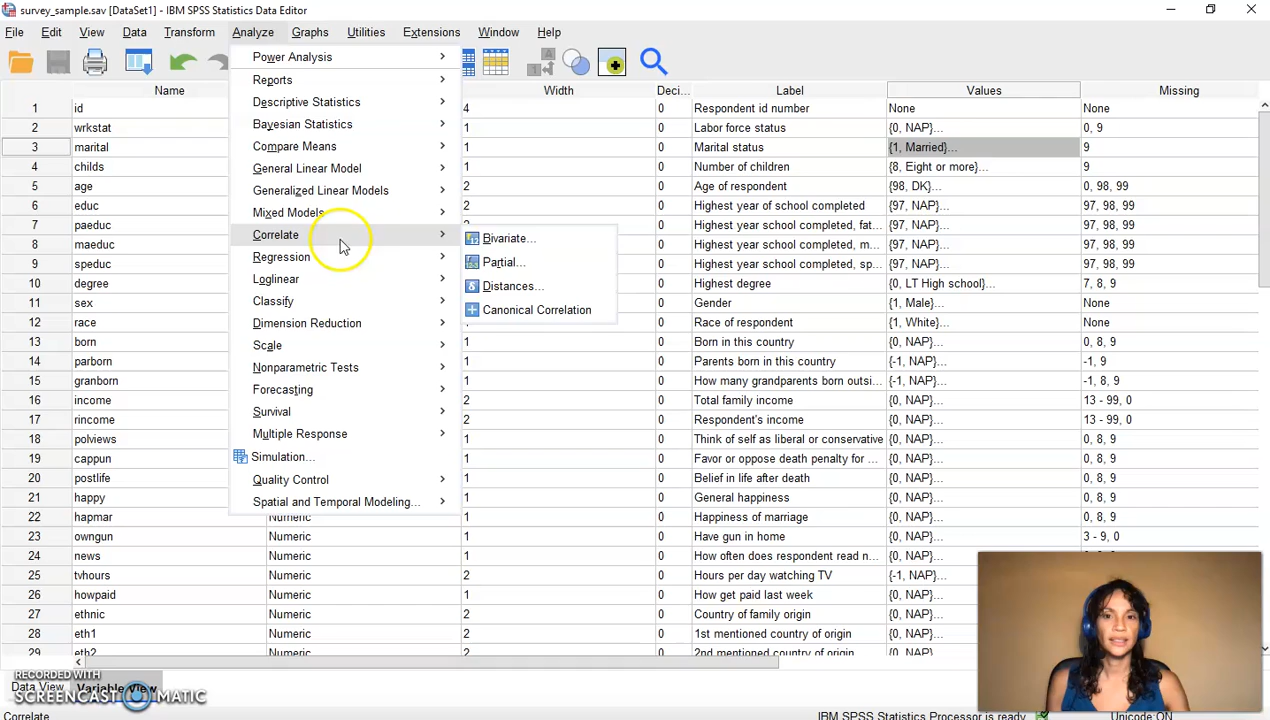 survey_sample.sav [DataSet1] - IBM SPSS Statistics Data Editor
File Edit View Data Transform Analyze Graphs Utilities Extensions Window Help
Name Width Deci... Label Values Missing
1 id 4 0 Respondent id number None None
2 wrkstat 1 0 Labor force status {0, NAP}... 0, 9
3 marital 1 0 Marital status {1, Married}... 9
4 childs 1 0 Number of children {8, Eight or more}... 9
5 age 2 0 Age of respondent {98, DK}... 0, 98, 99
6 educ 2 0 Highest year of school completed {97, NAP}... 97, 98, 99
7 paeduc 2 0 Highest year school completed, fat... {97, NAP}... 97, 98, 99
8 maeduc 0 Highest year school completed, m... {97, NAP}... 97, 98, 99
9 speduc 0 Highest year school completed, sp... {97, NAP}... 97, 98, 99
10 degree 0 Highest degree {0, LT High school}... 7, 8, 9
11 sex 0 Gender {1, Male}... None
12 race 0 Race of respondent {1, White}... None
13 born 1 0 Born in this country {0, NAP}... 0, 8, 9
14 parborn 1 0 Parents born in this country {-1, NAP}... -1, 9
15 granborn 1 0 How many grandparents born outsi... {-1, NAP}... -1, 8, 9
16 income 2 0 Total family income {0, NAP}... 13 - 99, 0
17 rincome 2 0 Respondent's income {0, NAP}... 13 - 99, 0
18 polviews 1 0 Think of self as liberal or conservative {0, NAP}... 0, 8, 9
19 cappun 1 0 Favor or oppose death penalty for ... {0, NAP}... 0, 8, 9
20 postlife 1 0 Belief in life after death {0, NAP}... 0, 8, 9
21 happy 1 0 General happiness {0, NAP}... 0, 8, 9
22 hapmar Numeric 1 0 Happiness of marriage {0, NAP}... 0, 8, 9
23 owngun Numeric 1 0 Have gun in home {0, NAP}... 3 - 9, 0
24 news Numeric 1 0 How often does respondent read n... {0, NAP}... 0, 8, 9
25 tvhours Numeric 2 0 Hours per day watching TV {-1, NAP}...
26 howpaid Numeric 1 0 How get paid last week {0, NAP}...
27 ethnic Numeric 2 0 Country of family origin {0, NAP}...
28 eth1 Numeric 2 0 1st mentioned country of origin {0, NAP}...
29 eth2 Numeric 2 0 2nd mentioned country of origin {0, NAP}...
Power Analysis
Reports
Descriptive Statistics
Bayesian Statistics
Compare Means
General Linear Model
Generalized Linear Models
Mixed Models
Correlate
Regression
Loglinear
Classify
Dimension Reduction
Scale
Nonparametric Tests
Forecasting
Survival
Multiple Response
Simulation...
Quality Control
Spatial and Temporal Modeling...
Bivariate...
Partial...
Distances...
Canonical Correlation
RECORDED WITH
SCREENCAST MATIC
Data View Variable View
Correlate IBM SPSS Statistics Processor is ready Unicode:ON